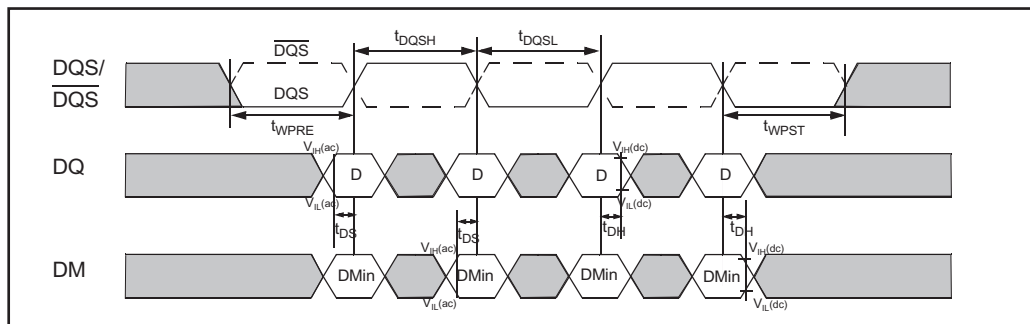 DQS/
DQS
DQS
DQS
tDQSH
tDQSL
tWPRE
tWPST
DQ
VIH(ac)
VIH(dc)
D
D
D
D
VIL(ac)
VIL(dc)
tDS
tDS
tDH
tDH
DM
VIH(ac)
VIH(dc)
DMin
DMin
DMin
DMin
VIL(ac)
VIL(dc)